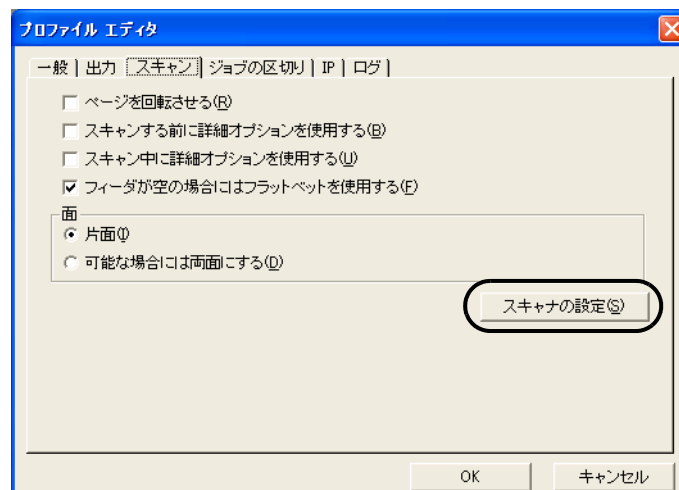 プロファイル エディタ
一般 出力 スキャン ジョブの区切り IP ログ
ページを回転させる(R)
スキャンする前に詳細オプションを使用する(B)
スキャン中に詳細オプションを使用する(U)
フィーダが空の場合にはフラットベットを使用する(F)
面
片面(I)
可能な場合には両面にする(D)
スキャナの設定(S)
OK キャンセル